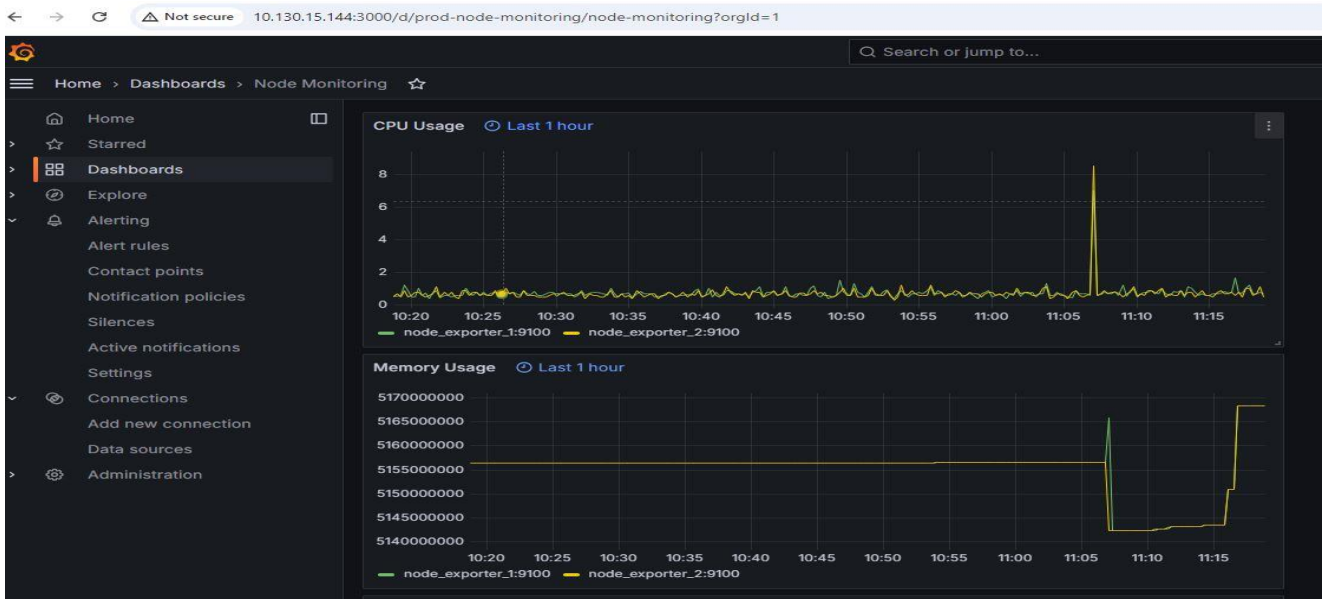 Not secure 10.130.15.144:3000/d/prod-node-monitoring/node-monitoring?orgId=1
Search or jump to...
Home > Dashboards > Node Monitoring
Home
Starred
Dashboards
Explore
Alerting
Alert rules
Contact points
Notification policies
Silences
Active notifications
Settings
Connections
Add new connection
Data sources
Administration
CPU Usage Last 1 hour
8
6
4
2
0
10:20 10:25 10:30 10:35 10:40 10:45 10:50 10:55 11:00 11:05 11:10 11:15
node_exporter_1:9100 node_exporter_2:9100
Memory Usage Last 1 hour
5170000000
5165000000
5160000000
5155000000
5150000000
5145000000
5140000000
10:20 10:25 10:30 10:35 10:40 10:45 10:50 10:55 11:00 11:05 11:10 11:15
node_exporter_1:9100 node_exporter_2:9100